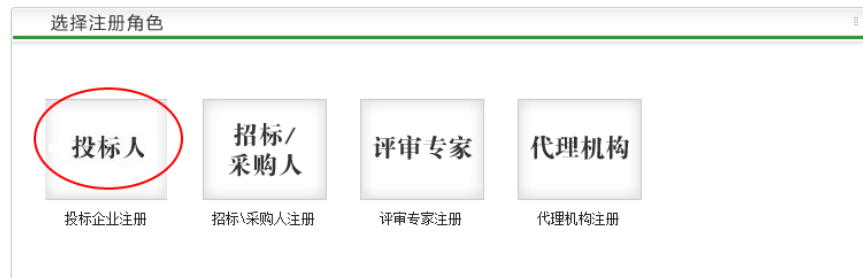 选择注册角色
投标人
招标/
采购人
评审专家
代理机构
投标企业注册
招标\采购人注册
评审专家注册
代理机构注册